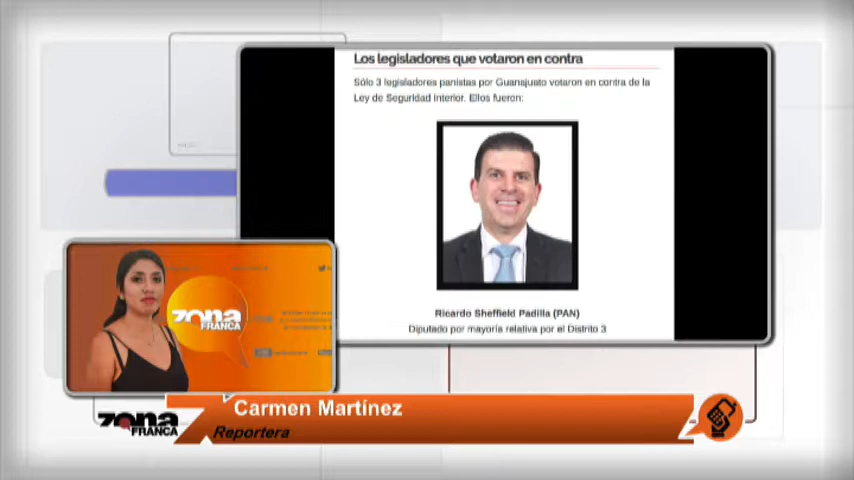 Los legisladores que votaron en contra
Sólo 3 legisladores panistas por Guanajuato votaron en contra de la
Ley de Seguridad Interior. Ellos fueron:
Ricardo Sheffield Padilla (PAN)
Diputado por mayoría relativa por el Distrito 3
zona
FRANCA
Carmen Martínez
Reportera
zona
FRANCA